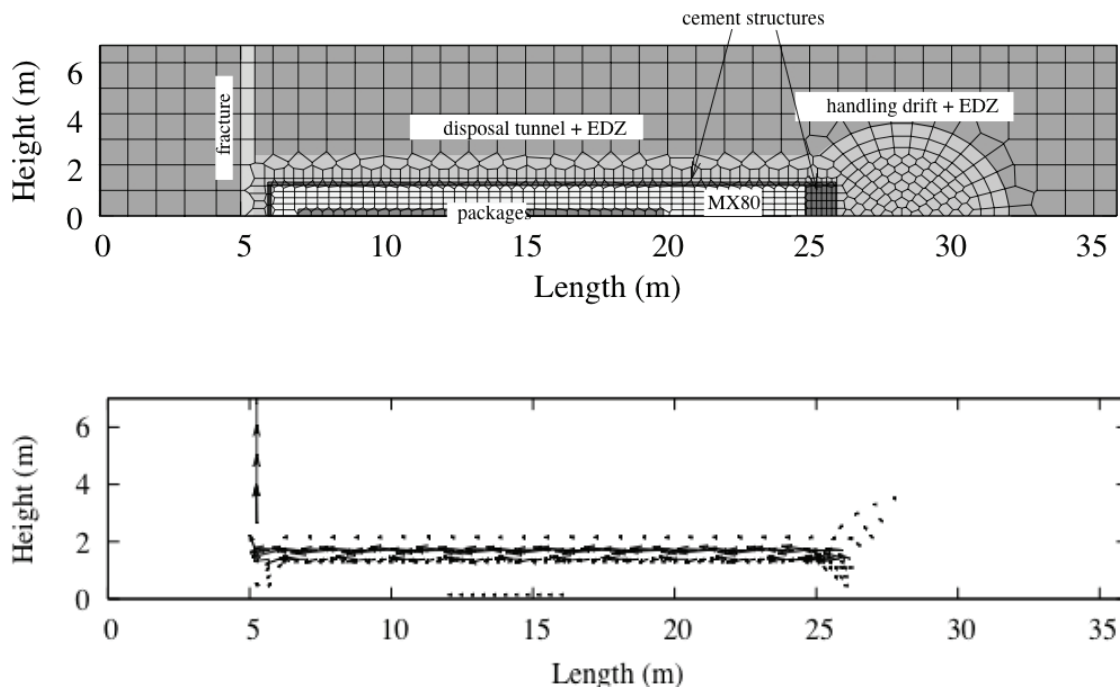 cement structures
Height (m)
6
4
2
0
fracture
disposal tunnel + EDZ
handling drift + EDZ
packages
MX80
0 5 10 15 20 25 30 35
Length (m)
Height (m)
6
4
2
0
0 5 10 15 20 25 30 35
Length (m)